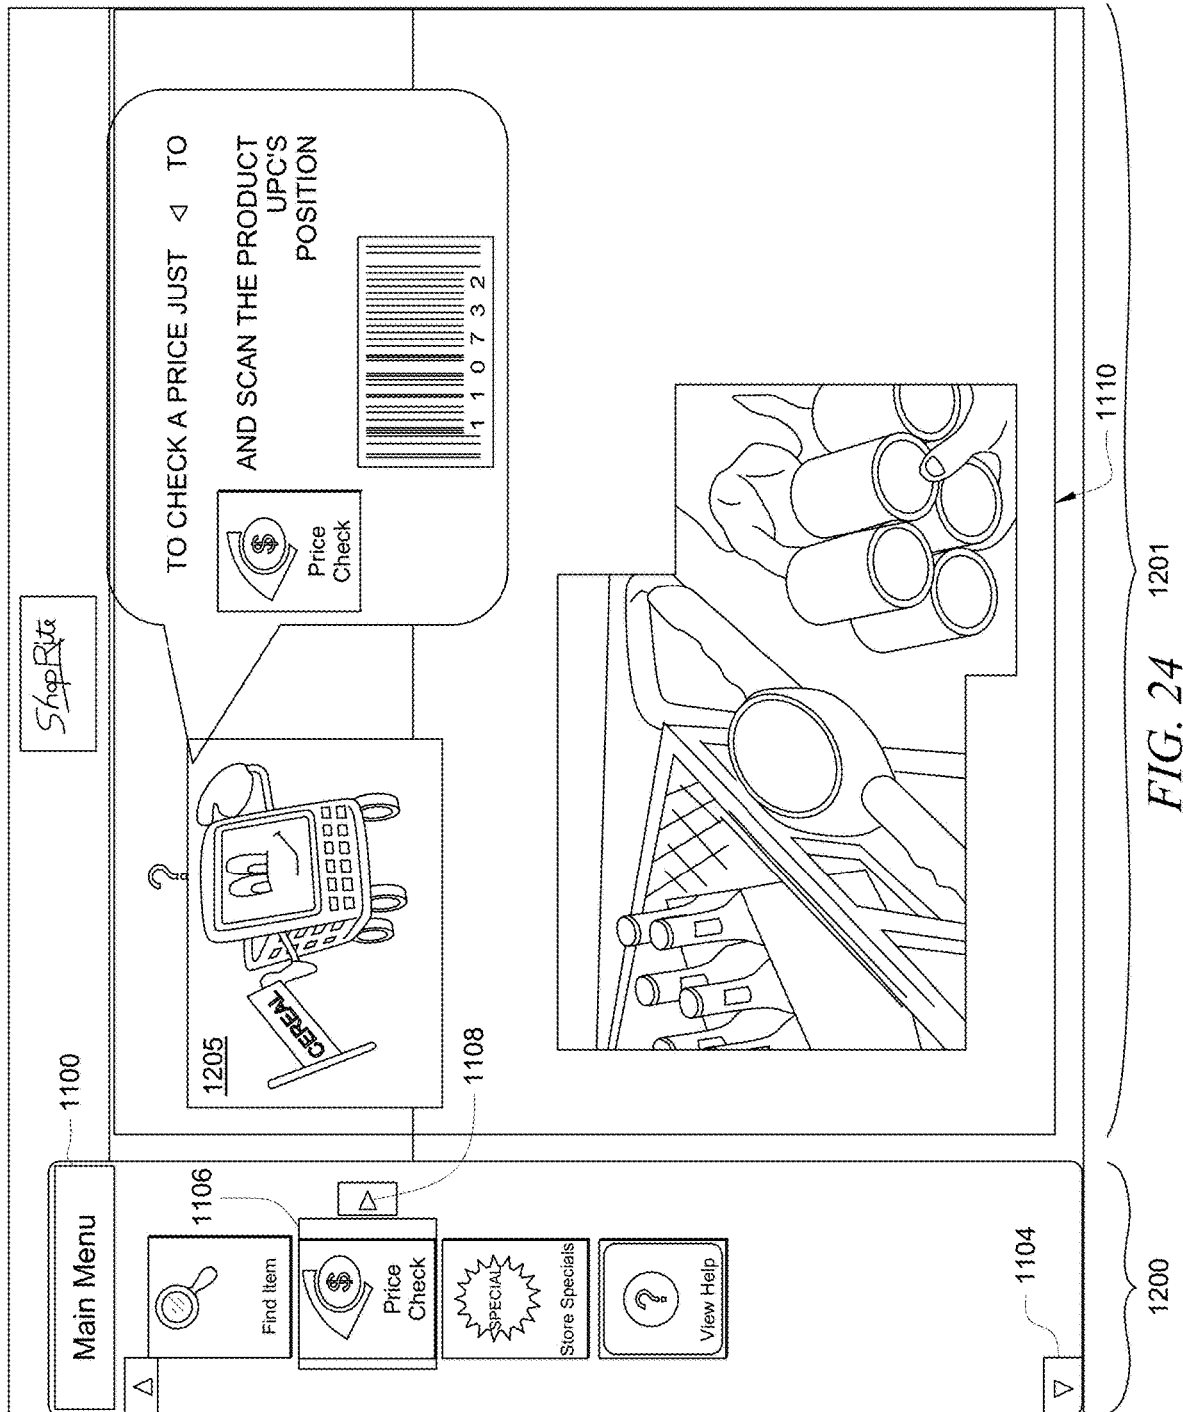 ShopRite
1100
Main Menu
Find Item
1106
$
Price
Check
1108
SPECIAL
Store Specials
?
View Help
1104
1205
?
CEREAL
TO CHECK A PRICE JUST ◁ TO
$
Price
Check
AND SCAN THE PRODUCT
UPC'S
POSITION
1 1 0 7 3 2
1110
1200
1201
FIG. 24